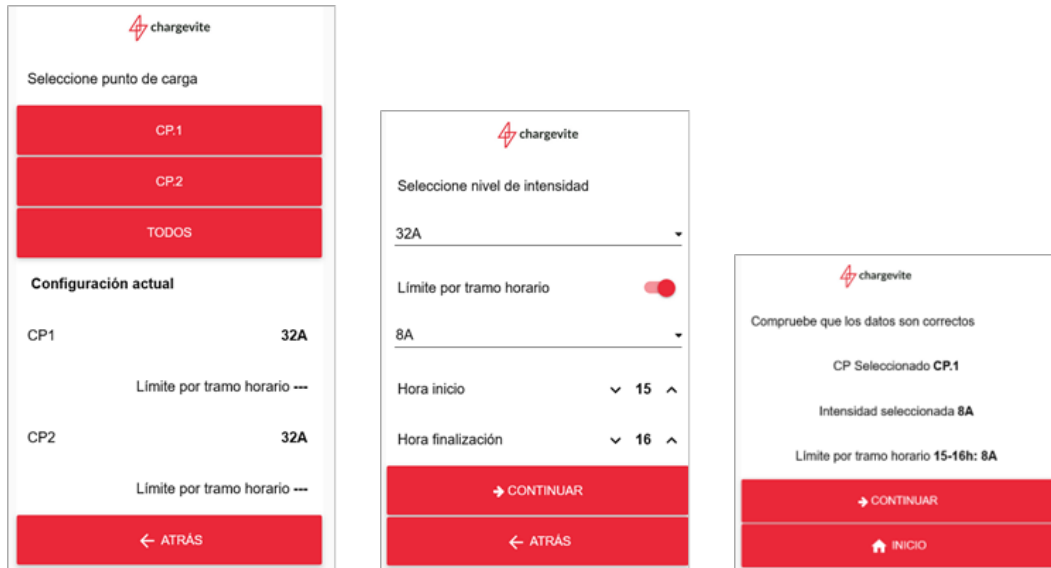 chargevite
Seleccione punto de carga
CP.1
CP.2
TODOS
Configuración actual
CP1 32A
Límite por tramo horario ---
CP2 32A
Límite por tramo horario ---
ATRÁS
chargevite
Seleccione nivel de intensidad
32A
Límite por tramo horario
8A
Hora inicio 15
Hora finalización 16
CONTINUAR
ATRÁS
chargevite
Compruebe que los datos son correctos
CP Seleccionado CP.1
Intensidad seleccionada 8A
Límite por tramo horario 15-16h: 8A
CONTINUAR
INICIO